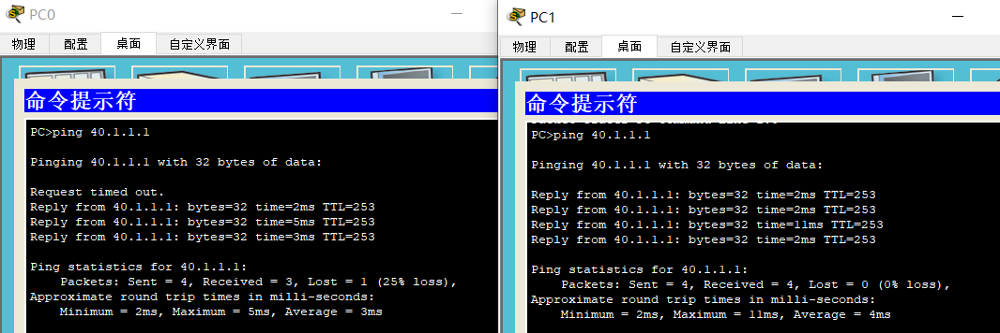 PC0
物理 配置 桌面 自定义界面
命令提示符
PC>ping 40.1.1.1
Pinging 40.1.1.1 with 32 bytes of data:
Request timed out.
Reply from 40.1.1.1: bytes=32 time=2ms TTL=253
Reply from 40.1.1.1: bytes=32 time=5ms TTL=253
Reply from 40.1.1.1: bytes=32 time=3ms TTL=253
Ping statistics for 40.1.1.1:
Packets: Sent = 4, Received = 3, Lost = 1 (25% loss),
Approximate round trip times in milli-seconds:
Minimum = 2ms, Maximum = 5ms, Average = 3ms
PC1
物理 配置 桌面 自定义界面
命令提示符
PC>ping 40.1.1.1
Pinging 40.1.1.1 with 32 bytes of data:
Reply from 40.1.1.1: bytes=32 time=2ms TTL=253
Reply from 40.1.1.1: bytes=32 time=2ms TTL=253
Reply from 40.1.1.1: bytes=32 time=11ms TTL=253
Reply from 40.1.1.1: bytes=32 time=2ms TTL=253
Ping statistics for 40.1.1.1:
Packets: Sent = 4, Received = 4, Lost = 0 (0% loss),
Approximate round trip times in milli-seconds:
Minimum = 2ms, Maximum = 11ms, Average = 4ms